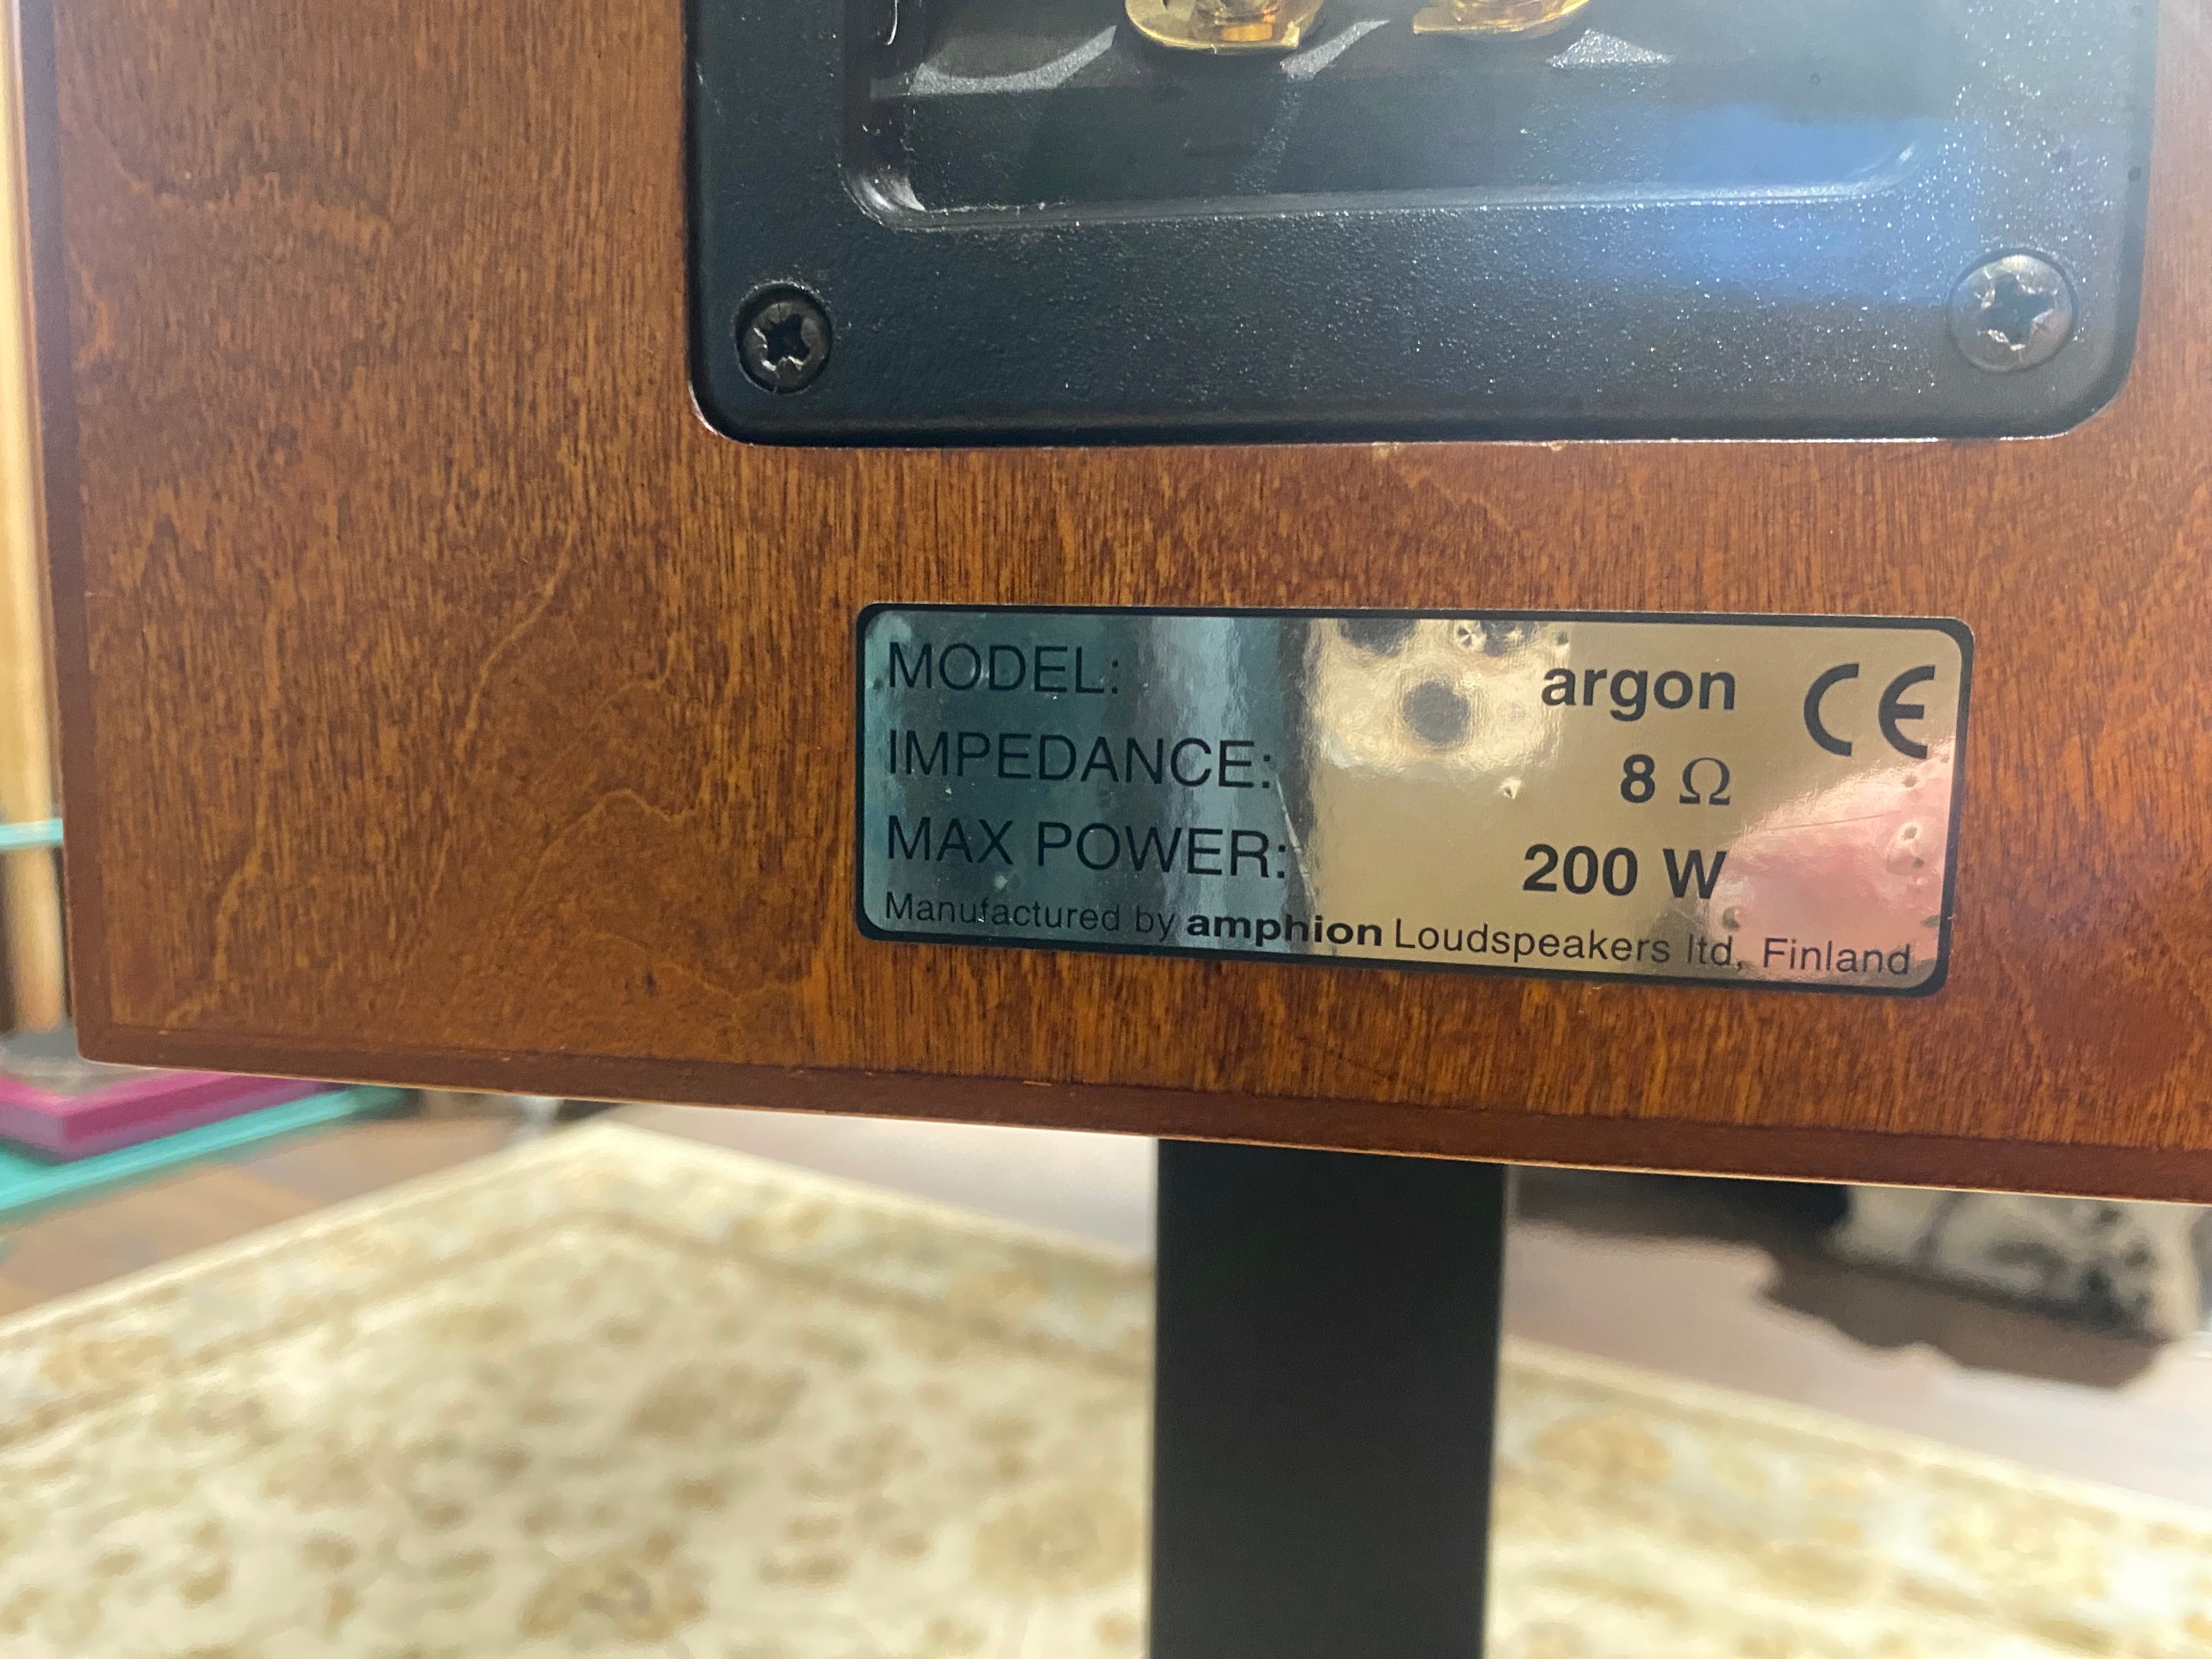 MODEL: argon CE
IMPEDANCE: 8 Ω
MAX POWER: 200 W
Manufactured by amphion Loudspeakers ltd, Finland